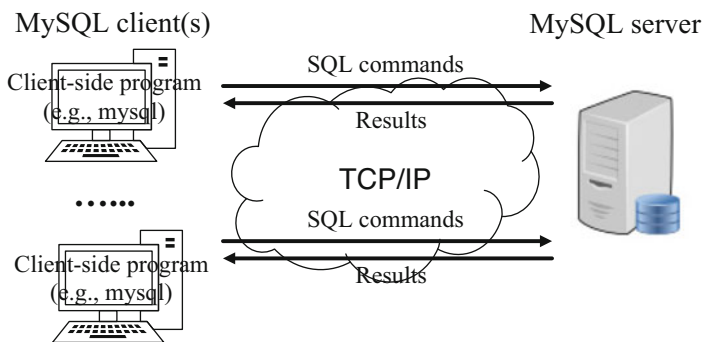 MySQL client(s)
MySQL server
Client-side program
(e.g., mysql)
SQL commands
Results
TCP/IP
......
SQL commands
Client-side program
(e.g., mysql)
Results